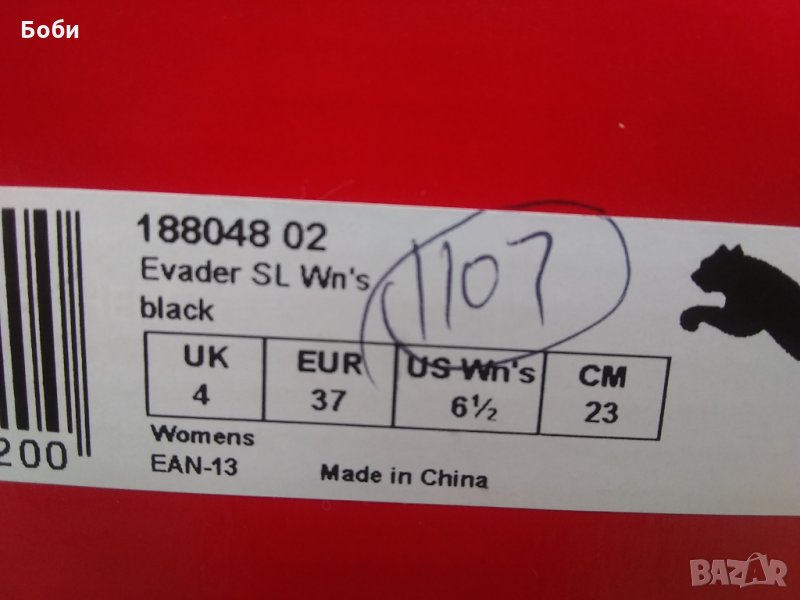 Боби
188048 02
Evader SL Wn's
black
1107
UK EUR US Wn's CM
4 37 6½ 23
Womens
EAN-13
Made in China
200
BAZAR